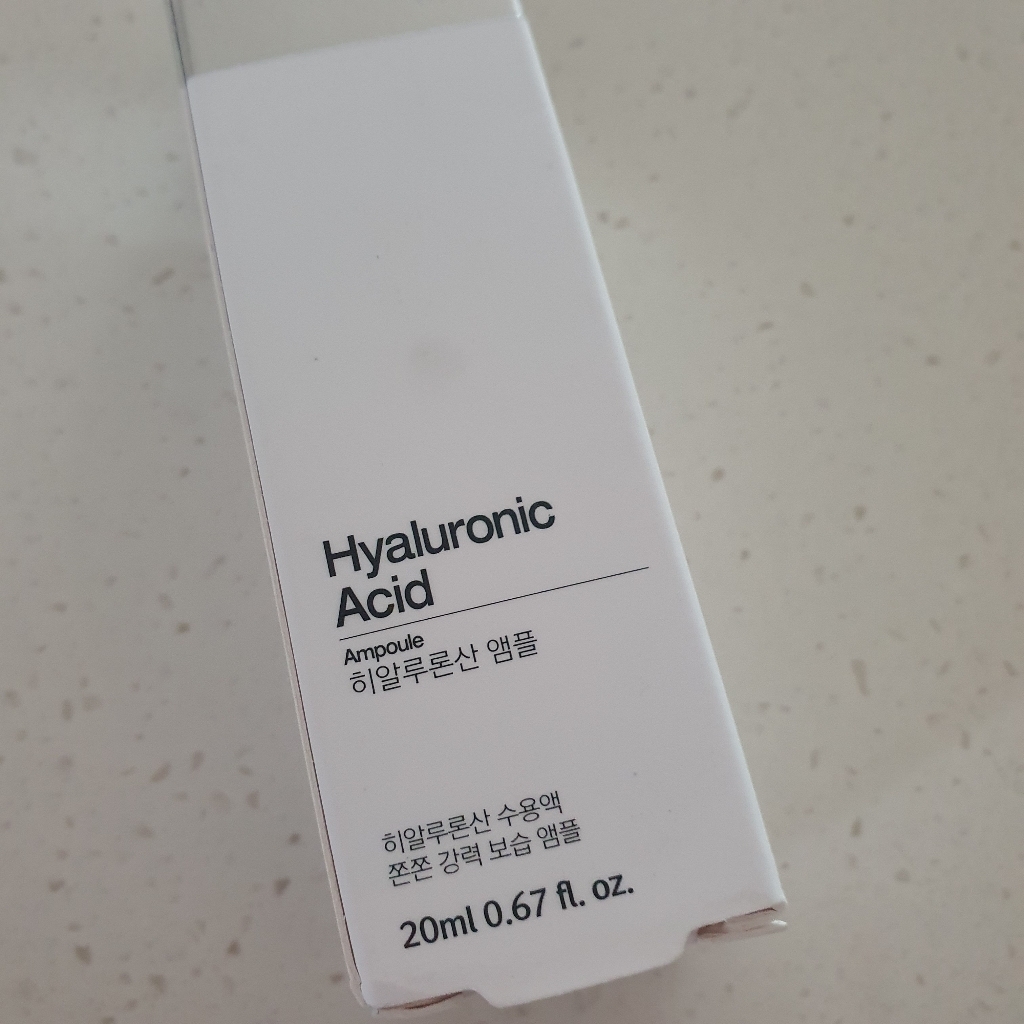 Hyaluronic
Acid
Ampoule
히알루론산 앰플
히알루론산 수용액
쫀쫀 강력 보습 앰플
20ml 0.67 fl. oz.